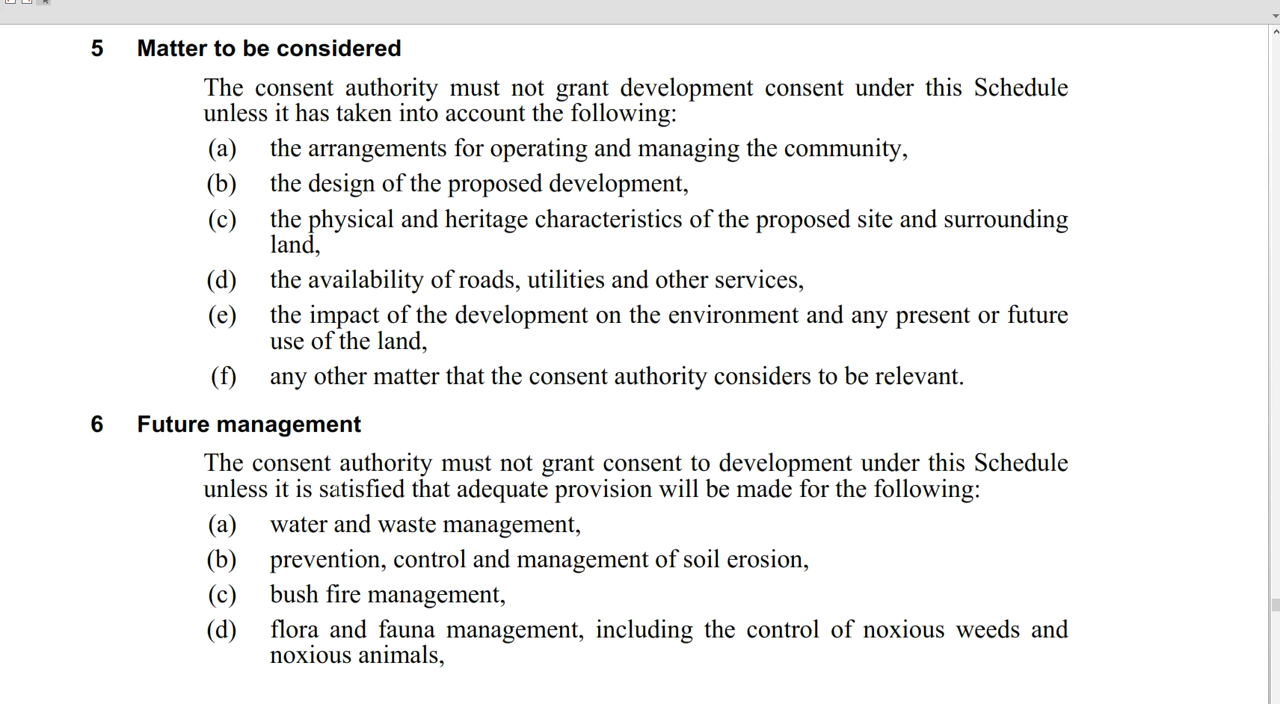 5 Matter to be considered
The consent authority must not grant development consent under this Schedule
unless it has taken into account the following:
(a) the arrangements for operating and managing the community,
(b) the design of the proposed development,
(c) the physical and heritage characteristics of the proposed site and surrounding
land,
(d) the availability of roads, utilities and other services,
(e) the impact of the development on the environment and any present or future
use of the land,
(f) any other matter that the consent authority considers to be relevant.
6 Future management
The consent authority must not grant consent to development under this Schedule
unless it is satisfied that adequate provision will be made for the following:
(a) water and waste management,
(b) prevention, control and management of soil erosion,
(c) bush fire management,
(d) flora and fauna management, including the control of noxious weeds and
noxious animals,